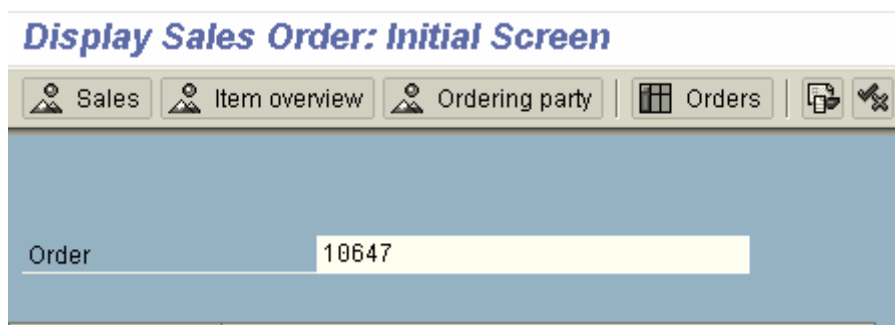 Display Sales Order: Initial Screen
Sales Item overview Ordering party Orders
Order 10647